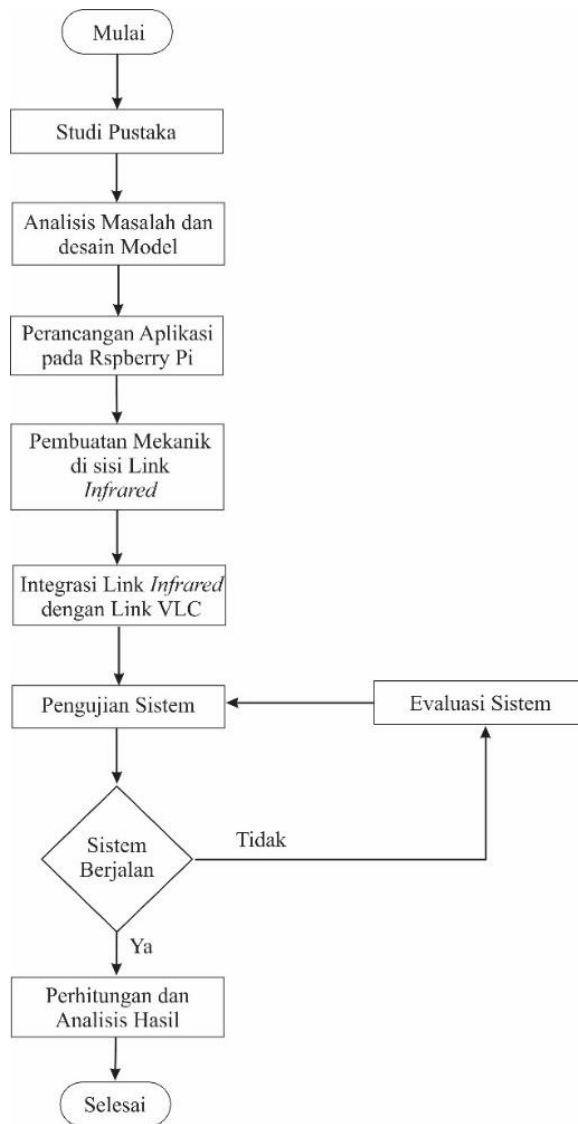 Mulai
Studi Pustaka
Analisis Masalah dan
desain Model
Perancangan Aplikasi
pada Rspberry Pi
Pembuatan Mekanik
di sisi Link
Infrared
Integrasi Link Infrared
dengan Link VLC
Pengujian Sistem
Evaluasi Sistem
Sistem
Berjalan
Tidak
Ya
Perhitungan dan
Analisis Hasil
Selesai